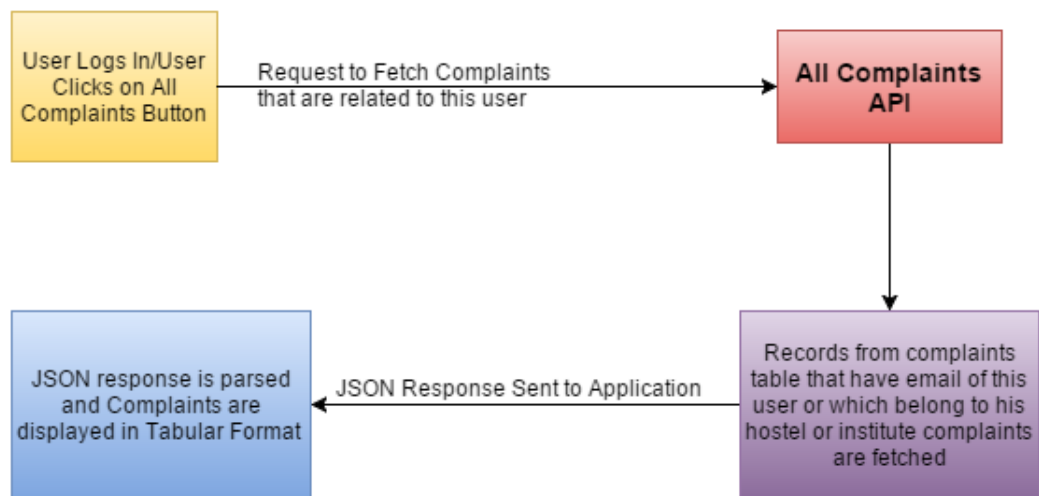 User Logs In/User
Clicks on All
Complaints Button
Request to Fetch Complaints
that are related to this user
All Complaints
API
Records from complaints
table that have email of this
user or which belong to his
hostel or institute complaints
are fetched
JSON Response Sent to Application
JSON response is parsed
and Complaints are
displayed in Tabular Format